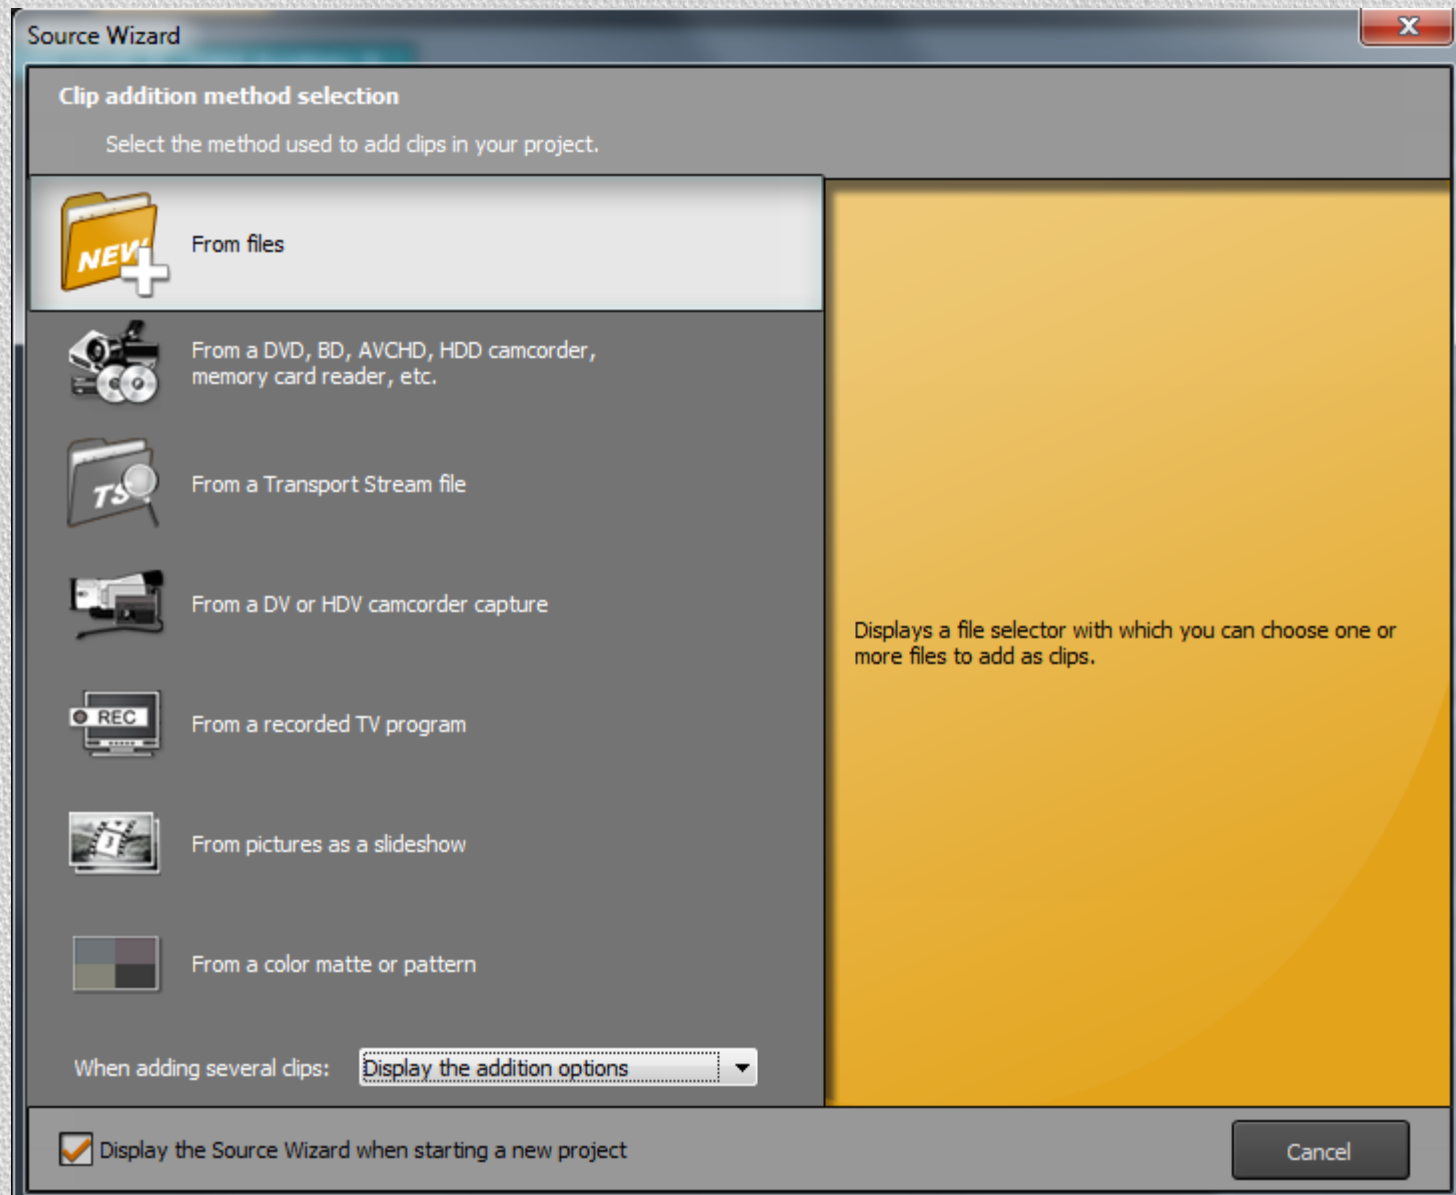 Source Wizard
X
Clip addition method selection
Select the method used to add clips in your project.
NEW
From files
From a DVD, BD, AVCHD, HDD camcorder,
memory card reader, etc.
TS
From a Transport Stream file
From a DV or HDV camcorder capture
REC
From a recorded TV program
3
From pictures as a slideshow
From a color matte or pattern
When adding several clips: Display the addition options
Displays a file selector with which you can choose one or
more files to add as clips.
Display the Source Wizard when starting a new project
Cancel